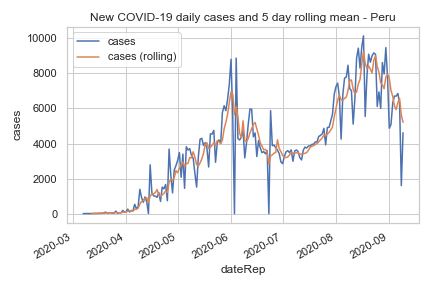 New COVID-19 daily cases and 5 day rolling mean - Peru
cases
cases (rolling)
cases
10000
8000
6000
4000
2000
0
2020-03
2020-04
2020-05
2020-06
2020-07
2020-08
2020-09
dateRep